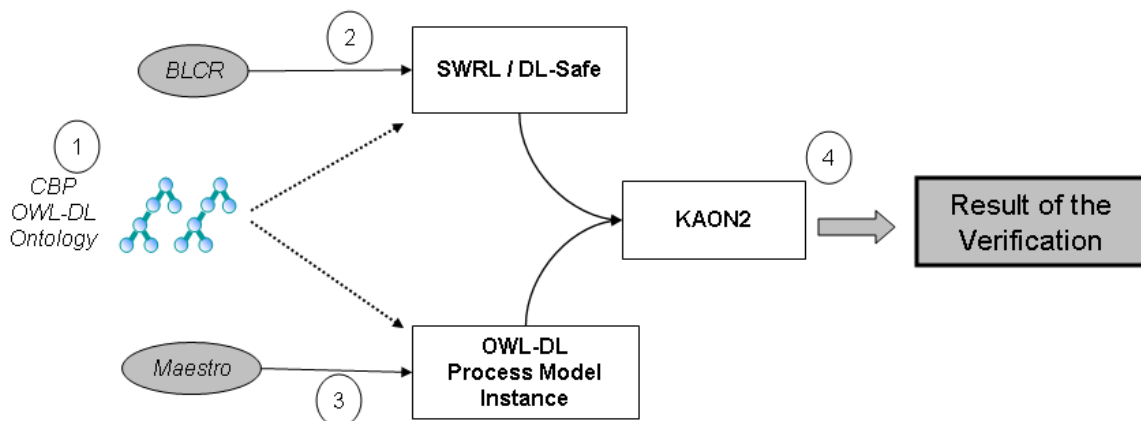 2
BLCR
SWRL / DL-Safe
1
CBP
OWL-DL
Ontology
4
KAON2
Result of the
Verification
Maestro
3
OWL-DL
Process Model
Instance